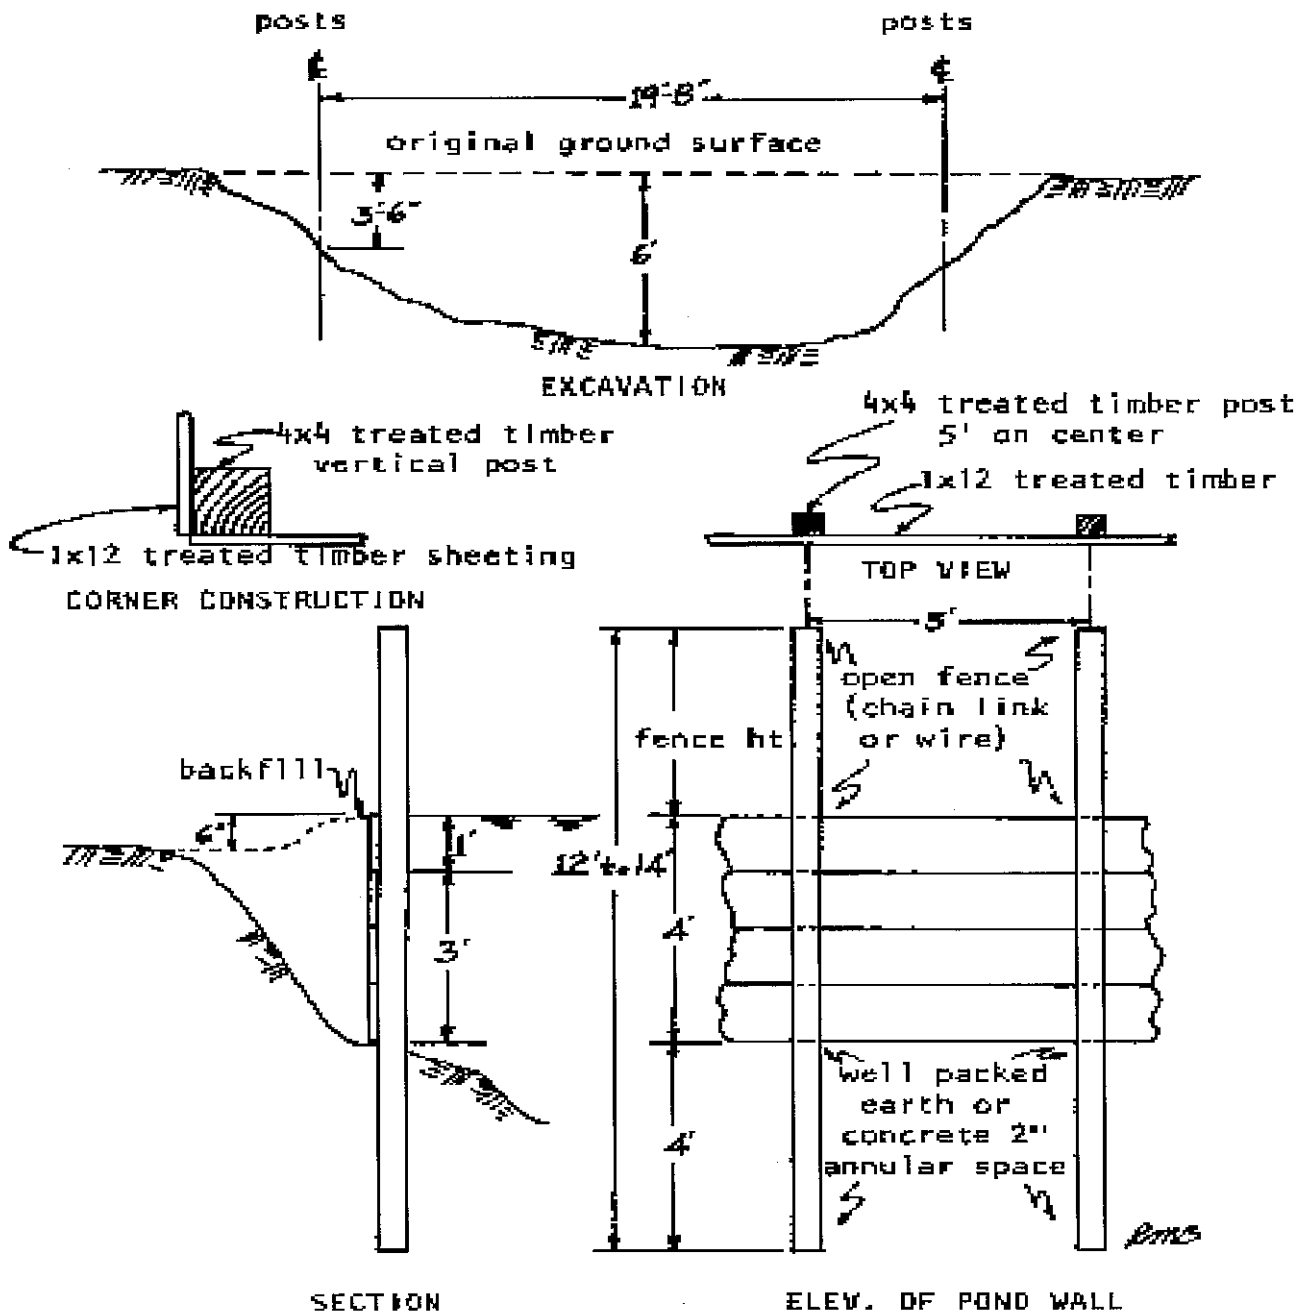 posts
posts
℄
℄
19'-8"
original ground surface
3'-6"
6'
EXCAVATION
4x4 treated timber
vertical post
1x12 treated timber sheeting
CORNER CONSTRUCTION
4x4 treated timber post
5' on center
1x12 treated timber
TOP VIEW
5'
open fence
(chain link
or wire)
fence ht.
backfill
6"
1'
12' to 14'
3'
4'
4'
well packed
earth or
concrete 2"
annular space
SECTION
ELEV. OF POND WALL